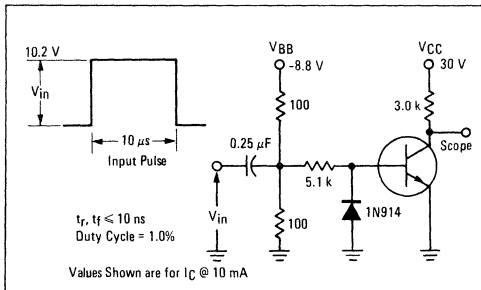 10.2 V
Vin
10 μs
Input Pulse
tr, tf ⩽ 10 ns
Duty Cycle = 1.0%
Values Shown are for IC @ 10 mA
VBB
-8.8 V
100
0.25 μF
5.1 k
100
Vin
1N914
VCC
30 V
3.0 k
Scope